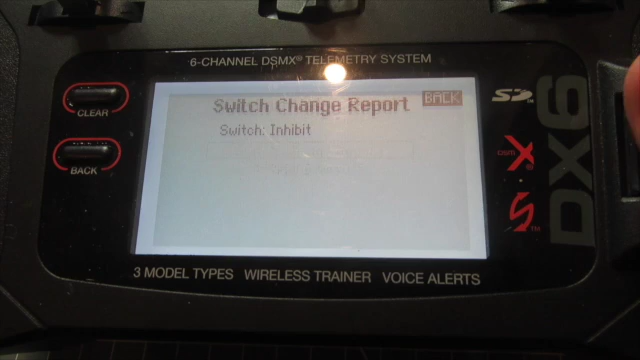 6-CHANNEL DSMX® TELEMETRY SYSTEM
Switch Change Report
BACK
Switch: Inhibit
CLEAR
BACK
DX6
3 MODEL TYPES WIRELESS TRAINER VOICE ALERTS